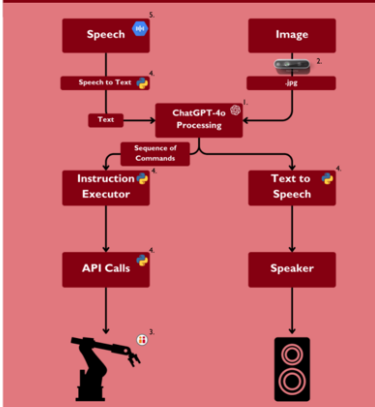 5.
Speech
Image
2.
4.
Speech to Text
.jpg
1.
Text
ChatGPT-4o
Processing
Sequence of
Commands
4.
Instruction
Executor
4.
Text to
Speech
4.
API Calls
Speaker
3.